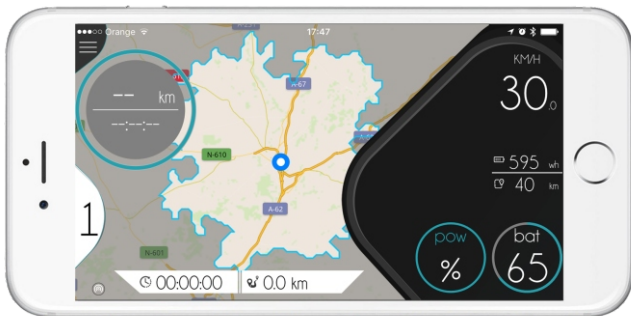 Orange
17:47
KM/H
30.0
A-67
-- km
--:--:--
N-610
595 wh
40 km
1
A-62
pow
%
bat
65
N-601
00:00:00
0.0 km